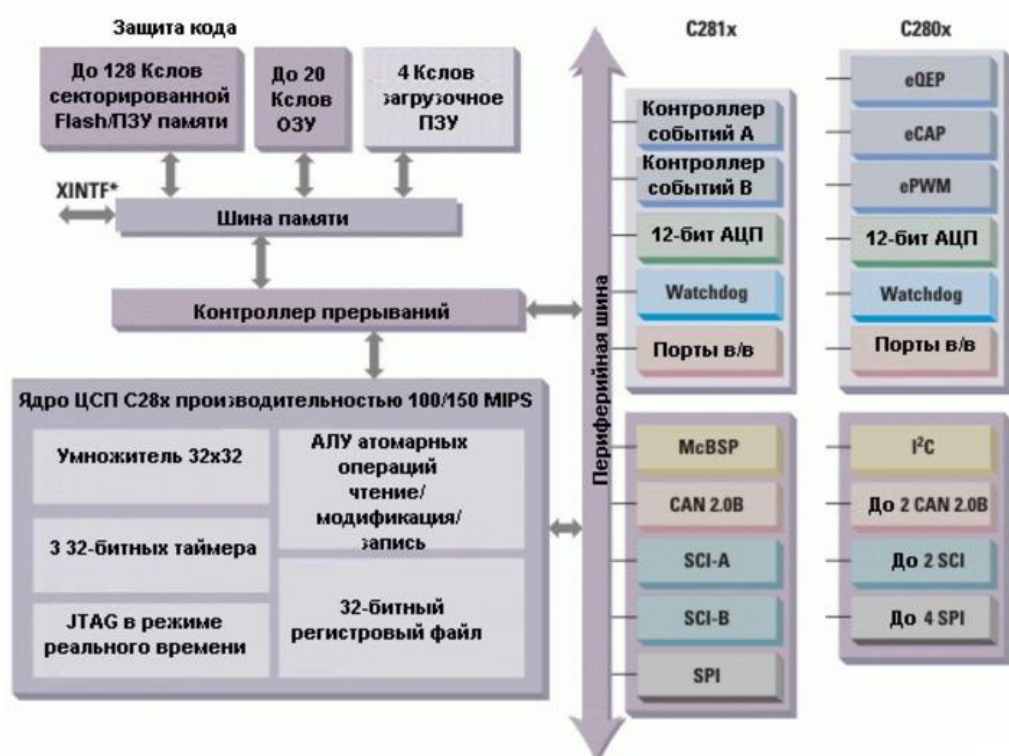 Защита кода
До 128 Кслов
секторированной
Flash/ПЗУ памяти
До 20
Кслов
ОЗУ
4 Кслов
загрузочное
ПЗУ
XINTF*
Шина памяти
Контроллер прерываний
Ядро ЦСП C28x производительностью 100/150 MIPS
Умножитель 32x32
3 32-битных таймера
JTAG в режиме
реального времени
АЛУ атомарных
операций
чтение/
модификация/
запись
32-битный
регистровый файл
Периферийная шина
C281x
Контроллер
событий А
Контроллер
событий В
12-бит АЦП
Watchdog
Порты в/в
McBSP
CAN 2.0B
SCI-A
SCI-B
SPI
C280x
eQEP
eCAP
ePWM
12-бит АЦП
Watchdog
Порты в/в
I²C
До 2 CAN 2.0B
До 2 SCI
До 4 SPI